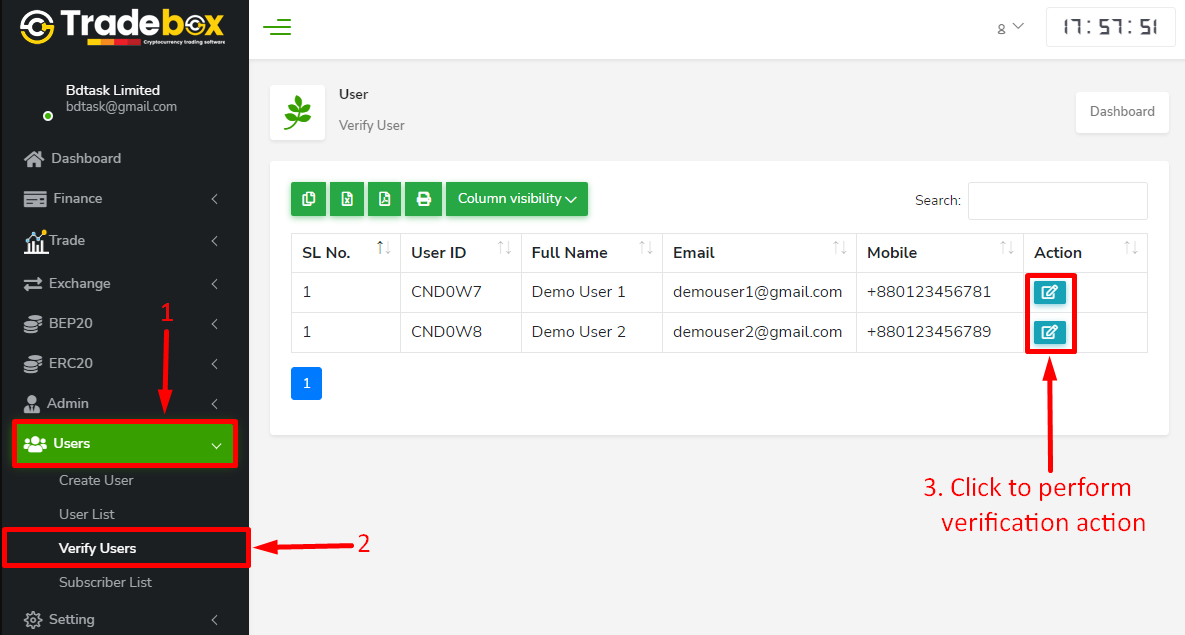 Tradebox
Cryptocurrency trading software
17:57:51
Bdtask Limited
bdtask@gmail.com
User
Verify User
Dashboard
Dashboard
Finance
Trade
Exchange
BEP20
ERC20
Admin
Users
Create User
User List
Verify Users
Subscriber List
Setting
1
2
Column visibility
Search:
SL No. User ID Full Name Email Mobile Action
1 CND0W7 Demo User 1 demouser1@gmail.com +880123456781
1 CND0W8 Demo User 2 demouser2@gmail.com +880123456789
1
3. Click to perform
verification action